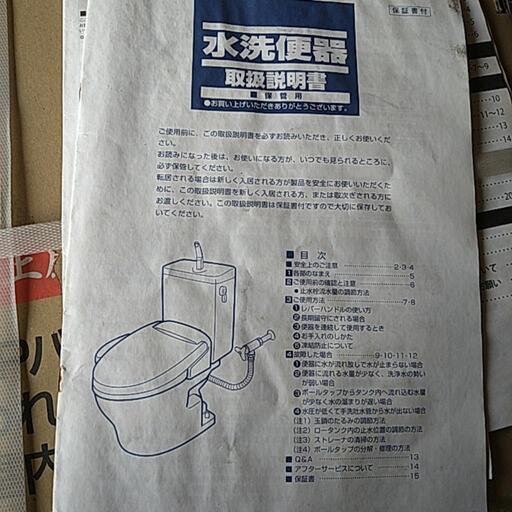 保証書付
水洗便器
取扱説明書
■保管用
●お買い上げいただきありがとうございます。
ご使用前に、この取扱説明書を必ずお読みいただき、正しくお使いくだ
さい。
お読みになった後は、お使いになる方が、いつでも見られるところに、
必ず保管してください。
転居される場合は新しく入居される方が製品を安全にお使いいただくた
めに、この取扱説明書を新しく入居される方、または取次ぎされる方に
お渡しください。この取扱説明書は保証書付ですので大切に保存してお
いてください。
■ 目 次
■ 安全上のご注意 2・3・4
1 各部のなまえ 5
2 ご使用前の確認と注意 6
● 止水栓流水量の調節方法
3 ご使用方法 7・8
① レバーハンドルの使い方
② 長期留守にされる場合
③ 便器を連続して使用するとき
④ お手入れのしかた
⑤ 凍結防止について
4 故障した場合 9・10・11・12
① 便器に水が流れ放しで水が止まらない場合
② 便器に流れる水量が少なく、洗浄水の勢い
が弱い場合
③ ボールタップからタンク内へ流れ込む水量
が少なく水の溜まりが遅い場合
④ 水圧が低くて手洗吐水管から水が出ない場合
(注1) 玉鎖のたるみの調節方法
(注2) ロータンク内の止水位置の調節の方法
(注3) ストレーナの清掃の方法
(注4) ボールタップの分解・修理の方法
■ Q&A 13
■ アフターサービスについて 14
■ 保証書 15
7〜9
10
11〜12
13
14